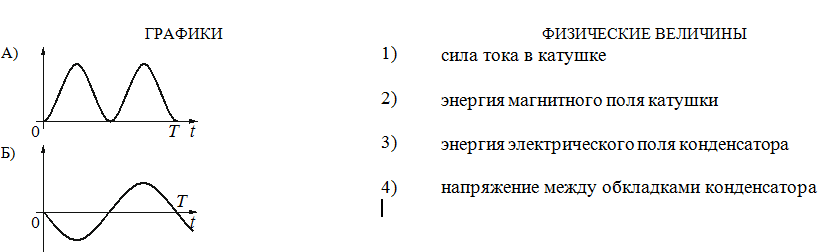 ГРАФИКИ
ФИЗИЧЕСКИЕ ВЕЛИЧИНЫ
А)
0
T t
Б)
0
T
t
1) сила тока в катушке
2) энергия магнитного поля катушки
3) энергия электрического поля конденсатора
4) напряжение между обкладками конденсатора